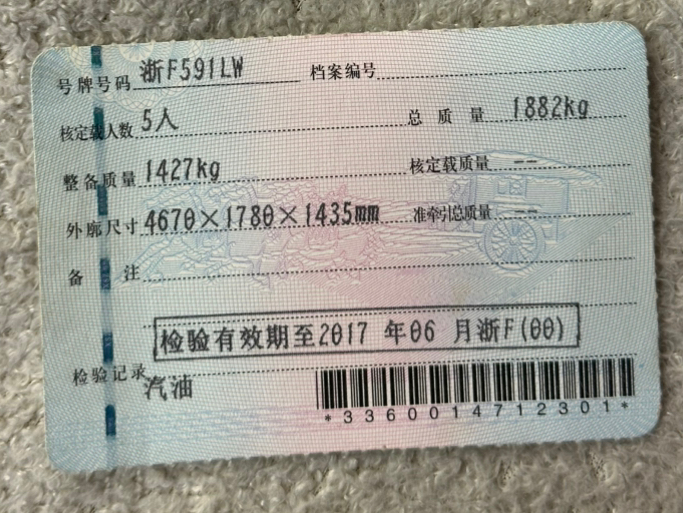 号牌号码 浙F591LW 档案编号
核定载人数 5人 总质量 1882kg
整备质量 1427kg 核定载质量 --
外廓尺寸 4670×1780×1435mm 准牵引总质量 --
备注
检验有效期至2017年06月浙F(00)
检验记录 汽油
*3360014712301*